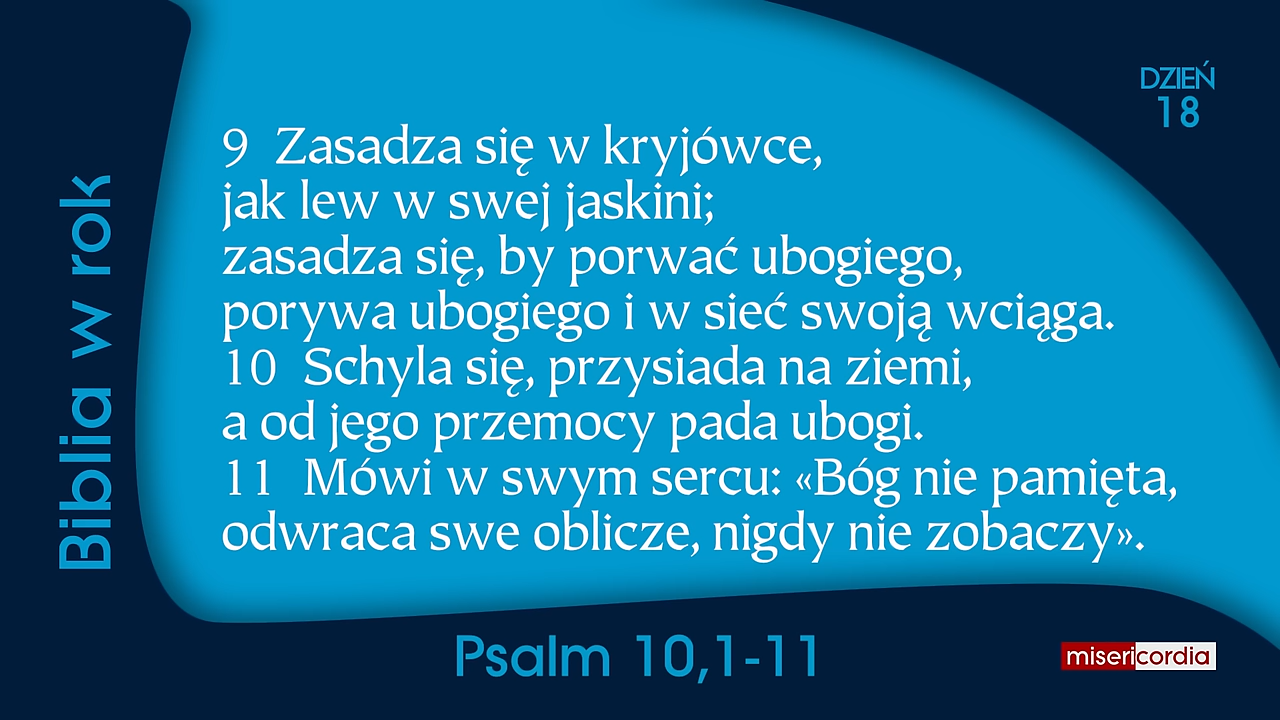 DZIEŃ
18
9 Zasadza się w kryjówce,
jak lew w swej jaskini;
zasadza się, by porwać ubogiego,
porywa ubogiego i w sieć swoją wciąga.
10 Schyla się, przysiada na ziemi,
a od jego przemocy pada ubogi.
11 Mówi w swym sercu: «Bóg nie pamięta,
odwraca swe oblicze, nigdy nie zobaczy».
Biblia w rok
Psalm 10,1-11
misericordia